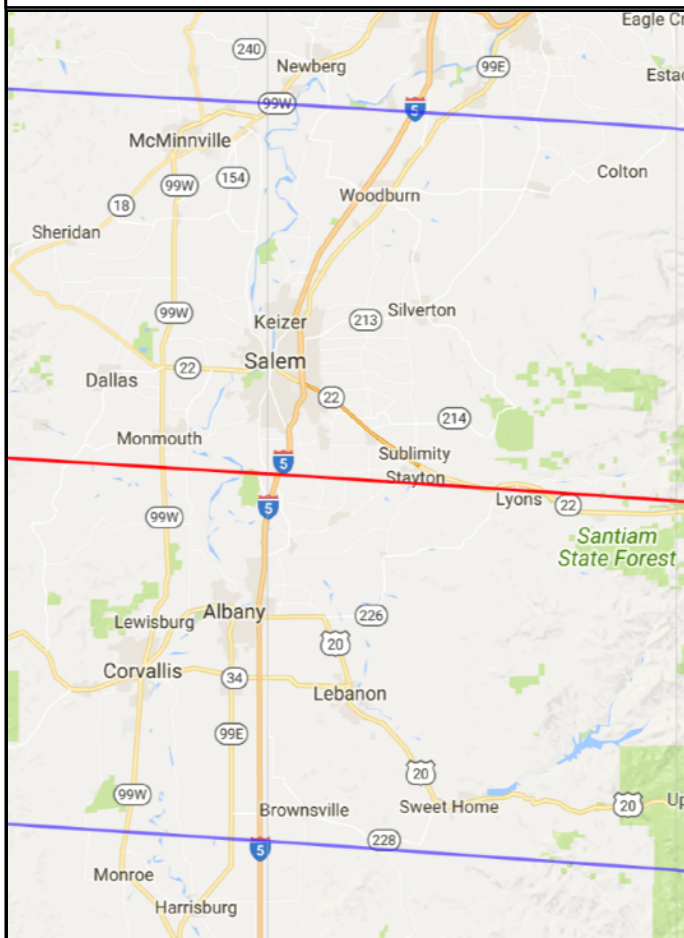 Eagle
240
Newberg
99E
99W
5
McMinnville
154
99W
Colton
Woodburn
18
Sheridan
99W
Keizer
213
Silverton
Salem
22
Dallas
22
214
Monmouth
Sublimity
5
Stayton
Lyons
5
22
99W
Santiam
State Forest
Albany
226
Lewisburg
20
Corvallis
34
Lebanon
99E
20
99W
Brownsville
Sweet Home
20
228
5
Monroe
Harrisburg